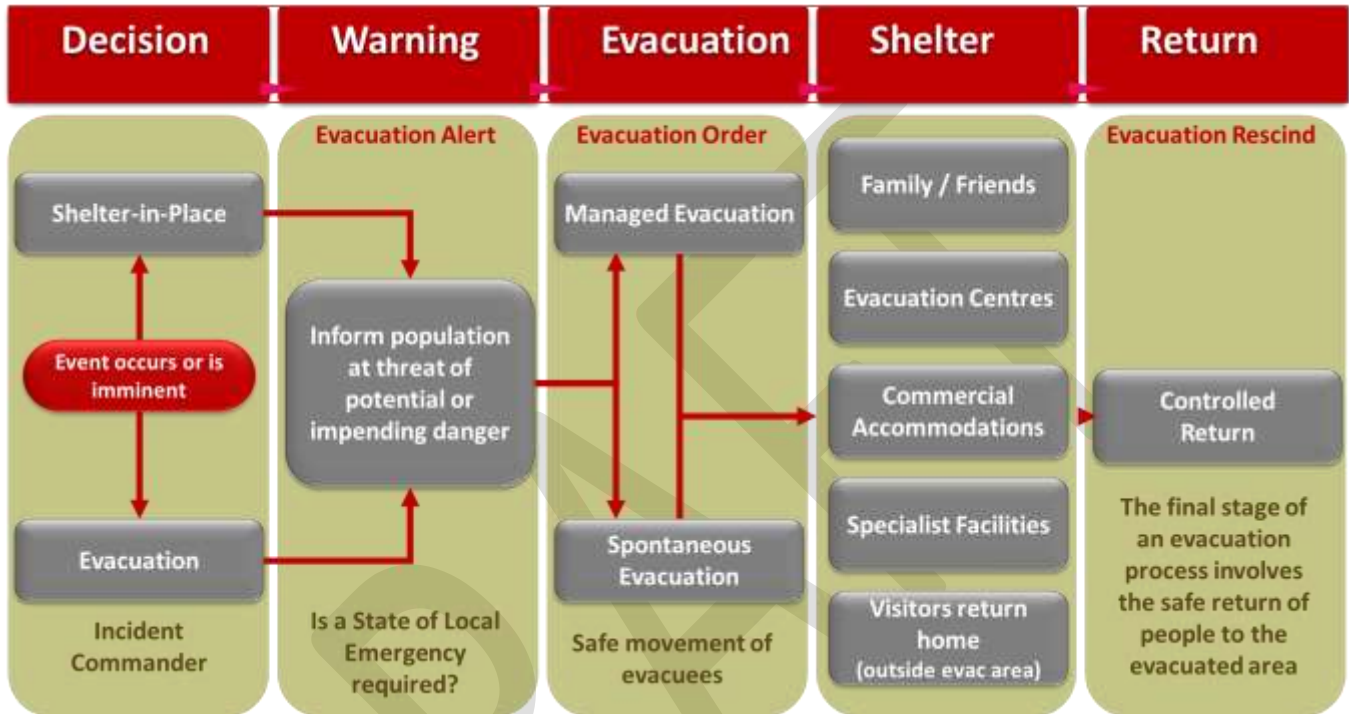 Decision
Warning
Evacuation
Shelter
Return
Shelter-in-Place
Event occurs or is
imminent
Evacuation
Incident
Commander
Evacuation Alert
Inform population
at threat of
potential or
impending danger
Is a State of Local
Emergency
required?
Evacuation Order
Managed Evacuation
Spontaneous
Evacuation
Safe movement of
evacuees
Family / Friends
Evacuation Centres
Commercial
Accommodations
Specialist Facilities
Visitors return
home
(outside evac area)
Evacuation Rescind
Controlled
Return
The final stage of
an evacuation
process involves
the safe return of
people to the
evacuated area
DRAFT